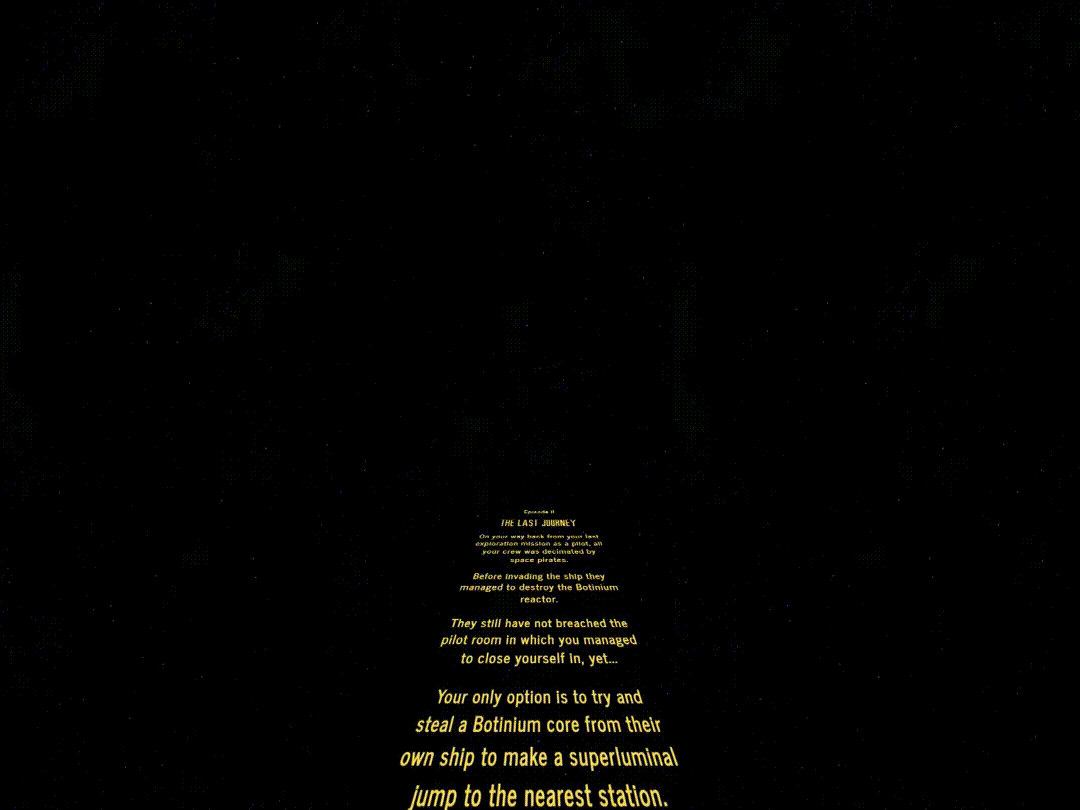 Episode II
THE LAST JOURNEY
On your way back from your last
exploration mission as a pilot, all
your crew was decimated by
space pirates.
Before invading the ship they
managed to destroy the Botinium
reactor.
They still have not breached the
pilot room in which you managed
to close yourself in, yet...
Your only option is to try and
steal a Botinium core from their
own ship to make a superluminal
jump to the nearest station.